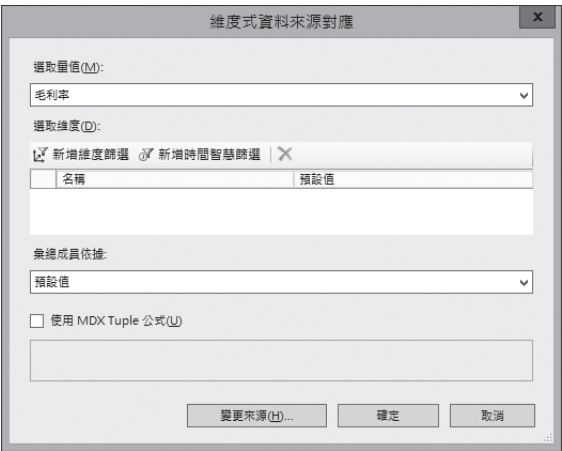 維度式資料來源對應
x
選取量值(M):
毛利率
選取維度(D):
新增維度篩選 新增時間智慧篩選
名稱 預設值
彙總成員依據:
預設值
使用 MDX Tuple 公式(U)
變更來源(H)... 確定 取消